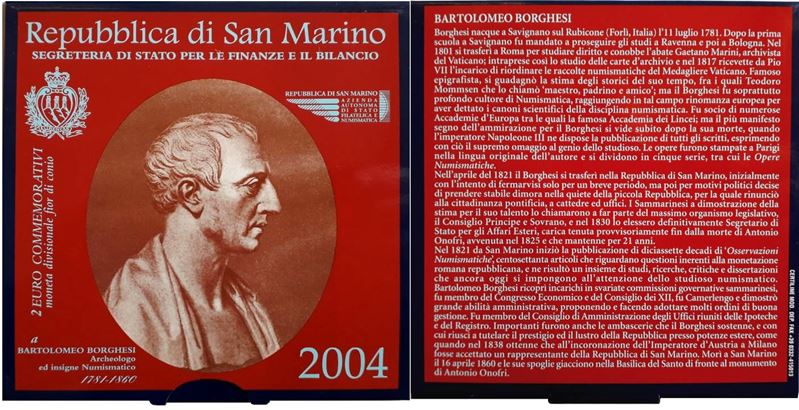 Repubblica di San Marino
SEGRETERIA DI STATO PER LE FINANZE E IL BILANCIO
REPUBBLICA DI SAN MARINO
AZIENDA
AUTONOMA
DI STATO
FILATELICA E
NUMISMATICA
2 EURO COMMEMORATIVI
moneta divisionale fior di conio
a
BARTOLOMEO BORGHESI
Archeologo
ed insigne Numismatico
1781-1860
2004
BARTOLOMEO BORGHESI
Borghesi nacque a Savignano sul Rubicone (Forlì, Italia) l'11 luglio 1781. Dopo la prima
scuola a Savignano fu mandato a proseguire gli studi a Ravenna e poi a Bologna. Nel
1801 si trasferì a Roma per studiare diritto e conobbe l'abate Gaetano Marini, archivista
del Vaticano; intraprese così lo studio delle carte d'archivio e nel 1817 ricevette da Pio
VII l'incarico di riordinare le raccolte numismatiche del Medagliere Vaticano. Famoso
epigrafista, si guadagnò la stima degli storici del suo tempo, fra i quali Teodoro
Mommsen che lo chiamò 'maestro, padrino e amico'; ma il Borghesi fu soprattutto
profondo cultore di Numismatica, raggiungendo in tal campo rinomanza europea per
aver dettato i canoni scientifici della disciplina numismatica. Fu socio di numerose
Accademie d'Europa tra le quali la famosa Accademia dei Lincei; ma il più manifesto
segno dell'ammirazione per il Borghesi si vide subito dopo la sua morte, quando
l'imperatore Napoleone III ne dispose la pubblicazione di tutti gli scritti, esprimendo
con ciò il supremo omaggio al genio dello studioso. Le opere furono stampate a Parigi
nella lingua originale dell'autore e si dividono in cinque serie, tra cui le Opere
Numismatiche.
Nell'aprile del 1821 il Borghesi si trasferì nella Repubblica di San Marino, inizialmente
con l'intento di fermarvisi solo per un breve periodo, ma poi per motivi politici decise
di prendere stabile dimora nella quiete della piccola Repubblica, per la quale rinunciò
alla cittadinanza pontificia, a cattedre ed uffici. I Sammarinesi a dimostrazione della
stima per il suo talento lo chiamarono a far parte del massimo organismo legislativo,
il Consiglio Principe e Sovrano, e nel 1830 lo elessero definitivamente Segretario di
Stato per gli Affari Esteri, carica tenuta provvisoriamente fin dalla morte di Antonio
Onofri, avvenuta nel 1825 e che mantenne per 21 anni.
Nel 1821 da San Marino iniziò la pubblicazione di diciassette decadi di 'Osservazioni
Numismatiche', centosettanta articoli che riguardano questioni inerenti alla monetazione
romana repubblicana, e ne risultò un insieme di studi, ricerche, critiche e dissertazioni
che ancora oggi si impongono all'attenzione dello studioso numismatico.
Bartolomeo Borghesi ricoprì incarichi in svariate commissioni governative sammarinesi,
fu membro del Congresso Economico e del Consiglio dei XII, fu Camerlengo e dimostrò
grande abilità amministrativa, proponendo e facendo adottare molti ordini di buona
gestione. Fu membro del Consiglio di Amministrazione degli Uffici riuniti delle Ipoteche
e del Registro. Importanti furono anche le ambascerie che il Borghesi sostenne, e con
cui riuscì a tutelare il prestigio ed il lustro della Repubblica presso potenze estere, come
quando nel 1838 ottenne che all'incoronazione dell'Imperatore d'Austria a Milano
fosse accettato un rappresentante della Repubblica di San Marino. Morì a San Marino
il 16 aprile 1860 e le sue spoglie giacciono nella Basilica del Santo di fronte al monumento
di Antonio Onofri.
CERTILINE MOD DEP FAX +39 0332-415613